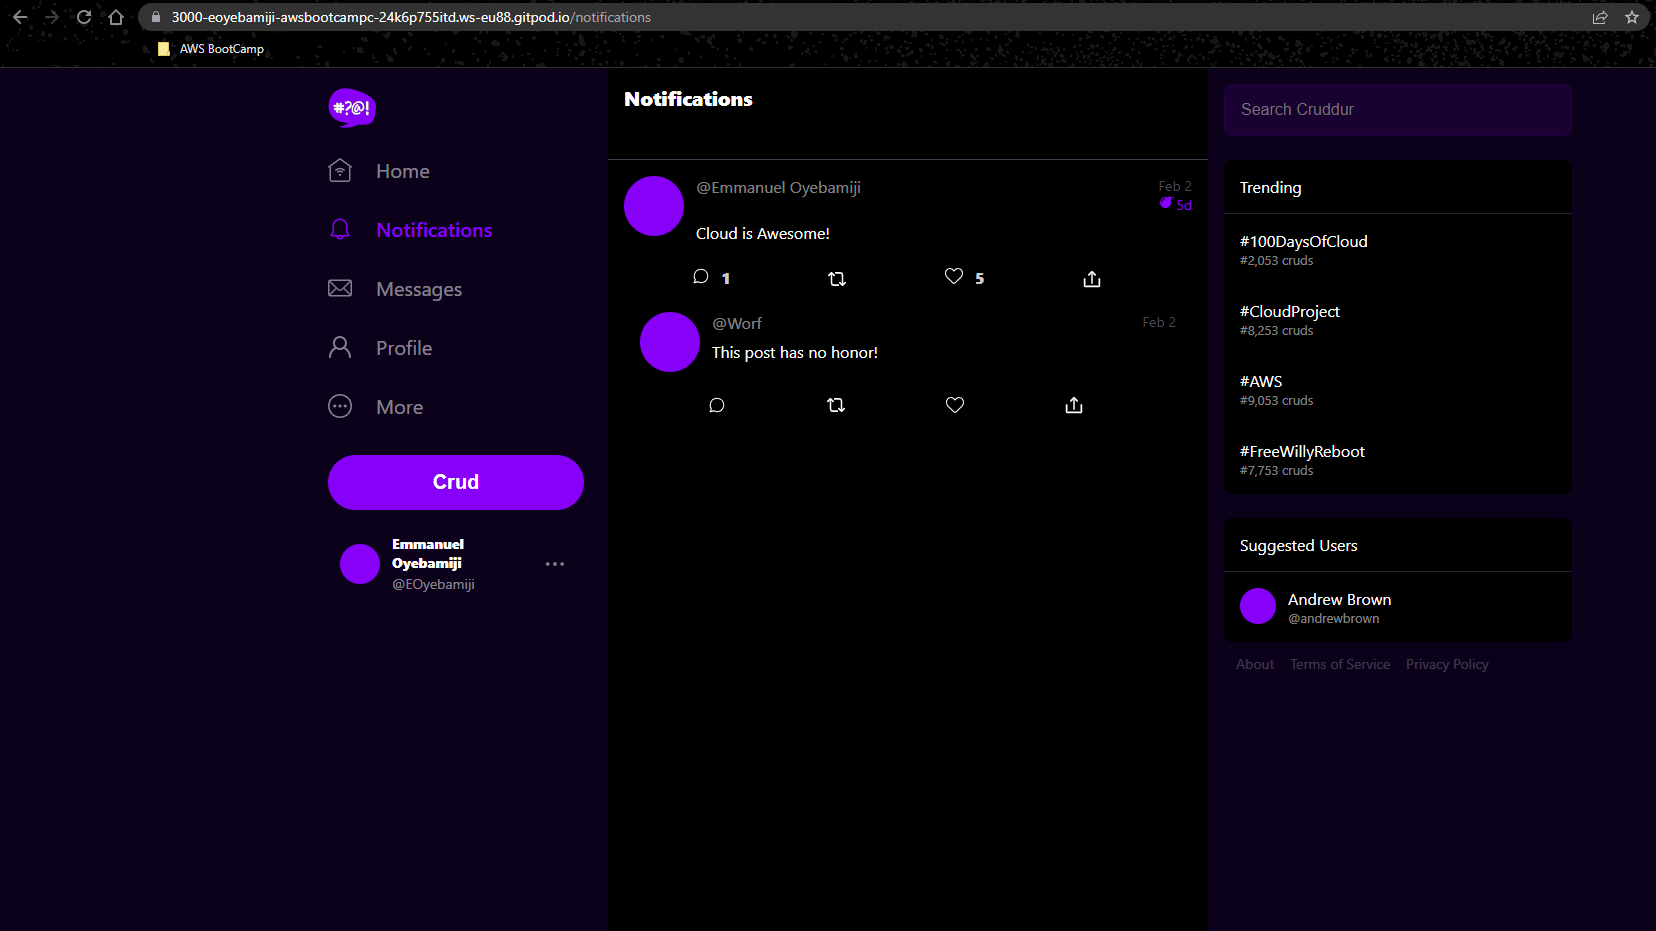 3000-eoyebamiji-awsbootcampc-24k6p755itd.ws-eu88.gitpod.io/notifications
AWS BootCamp
#?@!
Home
Notifications
Messages
Profile
More
Crud
Emmanuel
Oyebamiji
@EOyebamiji
Notifications
@Emmanuel Oyebamiji
Feb 2
5d
Cloud is Awesome!
1
5
@Worf
Feb 2
This post has no honor!
Search Cruddur
Trending
#100DaysOfCloud
#2,053 cruds
#CloudProject
#8,253 cruds
#AWS
#9,053 cruds
#FreeWillyReboot
#7,753 cruds
Suggested Users
Andrew Brown
@andrewbrown
About Terms of Service Privacy Policy